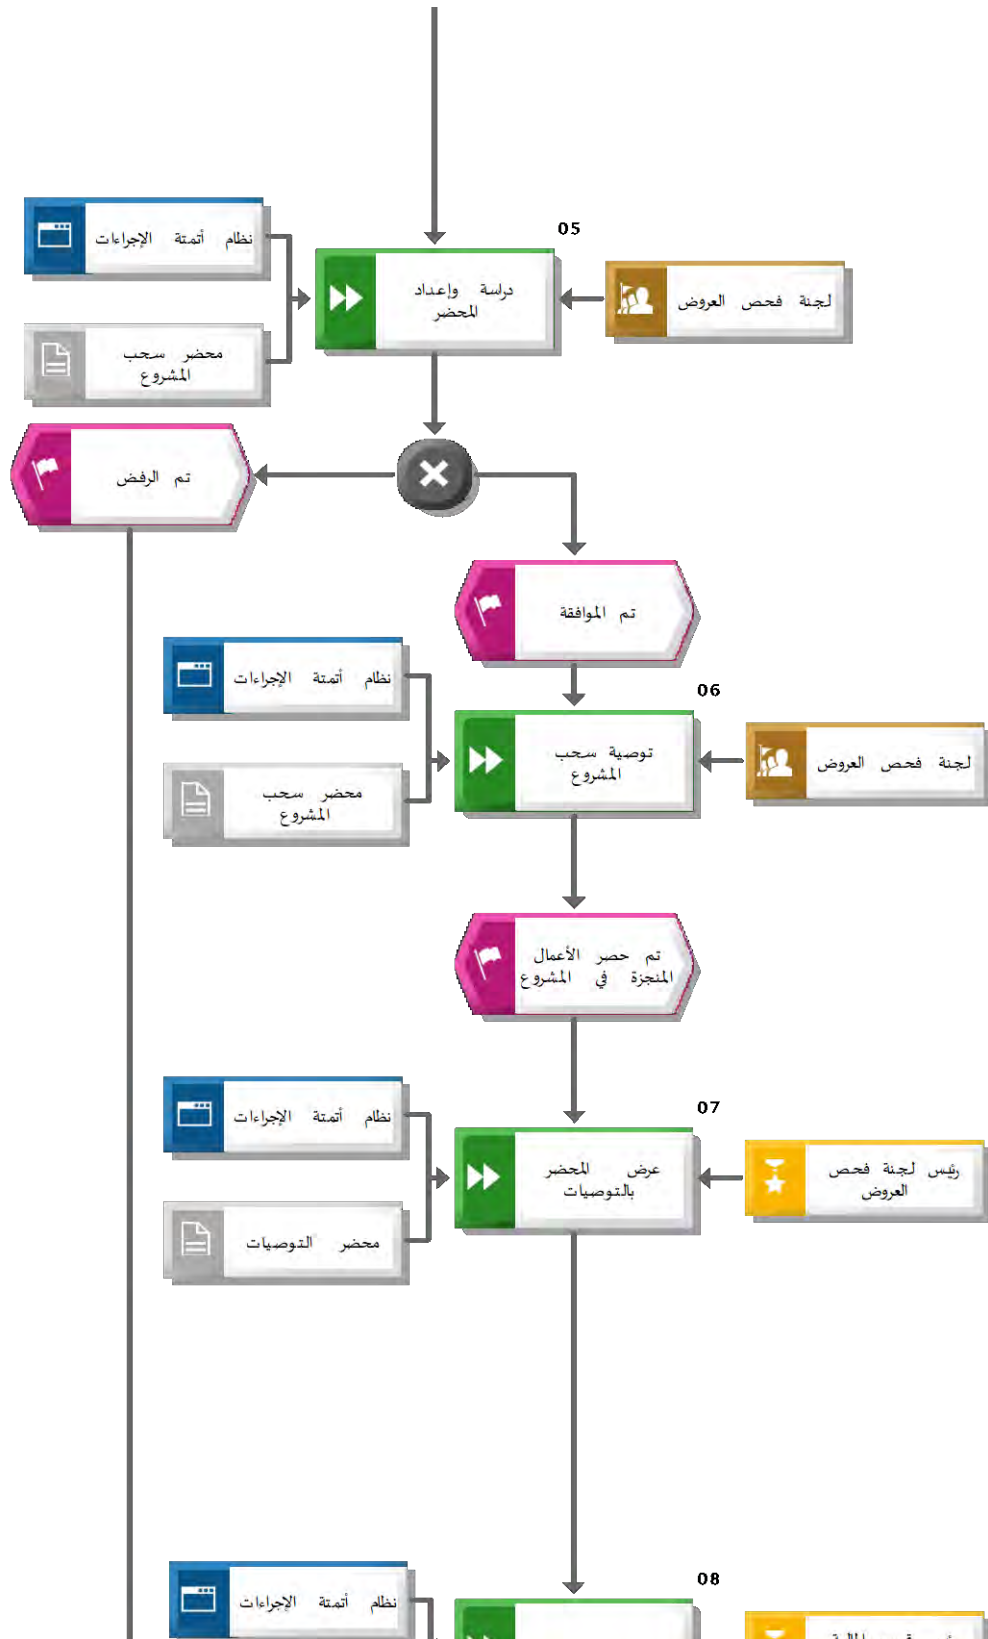 05
نظام أتمتة الإجراءات
دراسة وإعداد
المحضر
لجنة فحص العروض
محضر سحب
المشروع
تم الرفض
تم الموافقة
06
نظام أتمتة الإجراءات
توصية سحب
المشروع
لجنة فحص العروض
محضر سحب
المشروع
تم حصر الأعمال
المنجزة في المشروع
07
نظام أتمتة الإجراءات
عرض المحضر
بالتوصيات
رئيس لجنة فحص
العروض
محضر التوصيات
08
نظام أتمتة الإجراءات